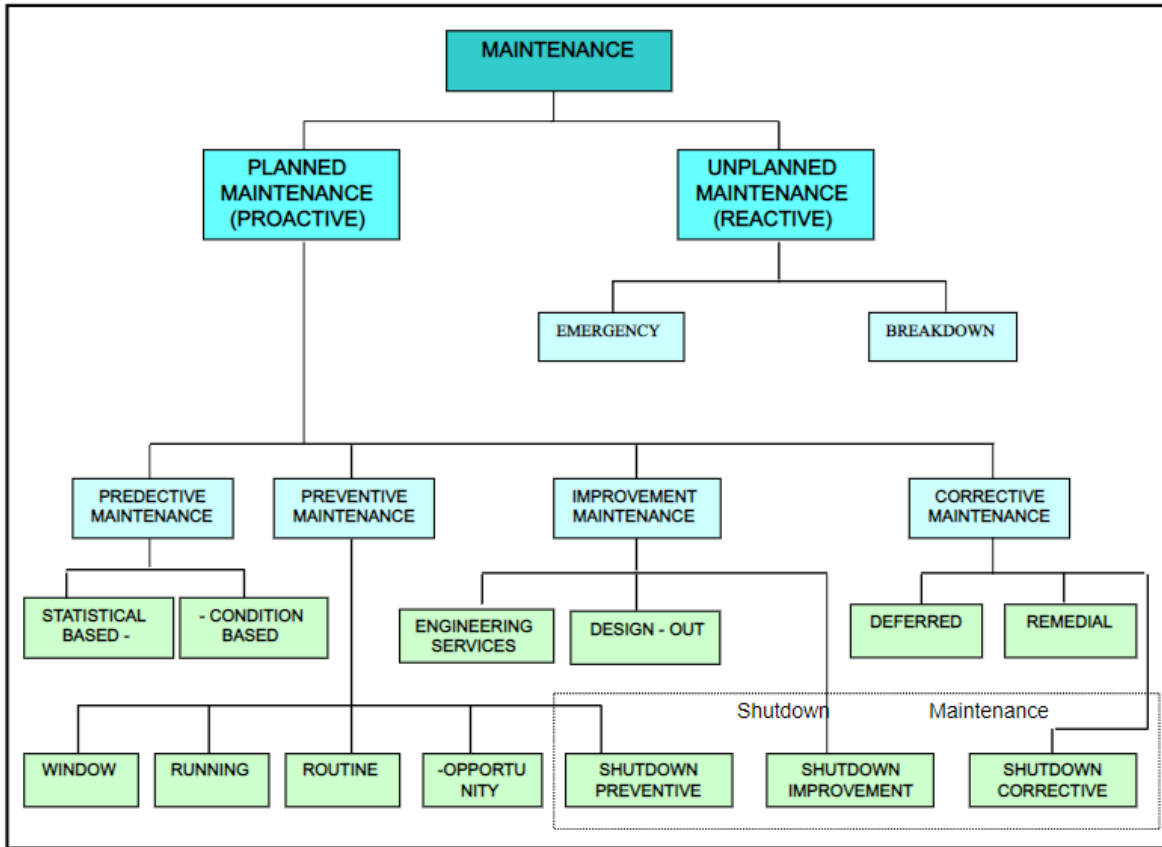 MAINTENANCE
PLANNED
MAINTENANCE
(PROACTIVE)
UNPLANNED
MAINTENANCE
(REACTIVE)
EMERGENCY
BREAKDOWN
PREDECTIVE
MAINTENANCE
PREVENTIVE
MAINTENANCE
IMPROVEMENT
MAINTENANCE
CORRECTIVE
MAINTENANCE
STATISTICAL
BASED -
- CONDITION
BASED
ENGINEERING
SERVICES
DESIGN - OUT
DEFERRED
REMEDIAL
Shutdown Maintenance
WINDOW
RUNNING
ROUTINE
-OPPORTU
NITY
SHUTDOWN
PREVENTIVE
SHUTDOWN
IMPROVEMENT
SHUTDOWN
CORRECTIVE